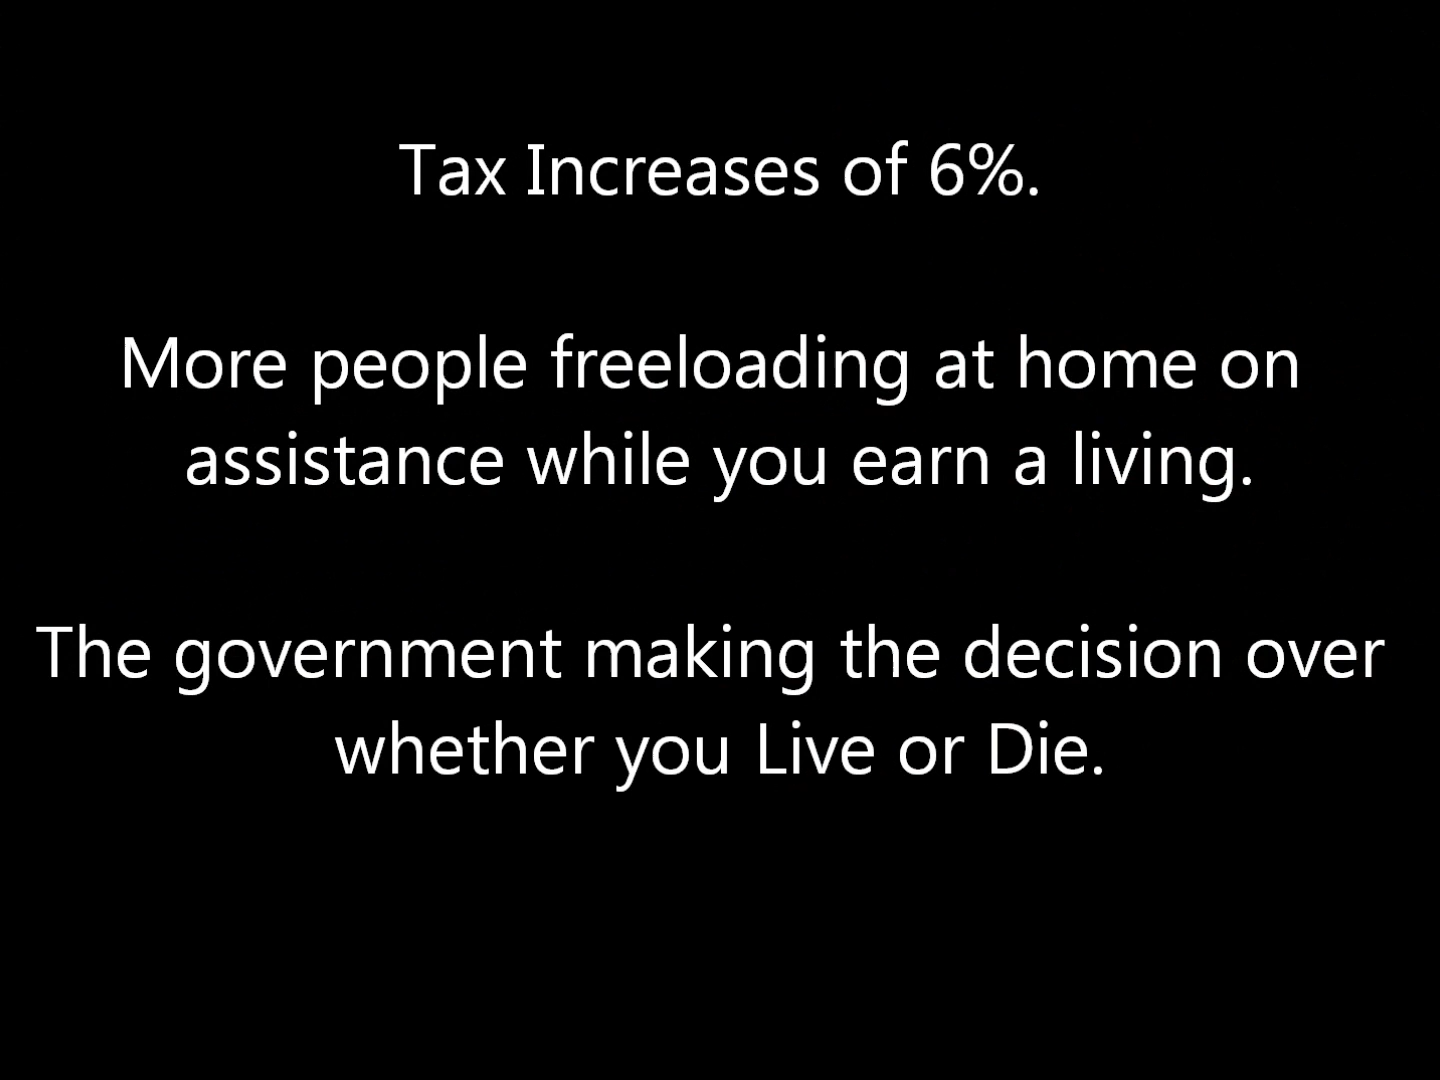 Tax Increases of 6%.
More people freeloading at home on
assistance while you earn a living.
The government making the decision over
whether you Live or Die.